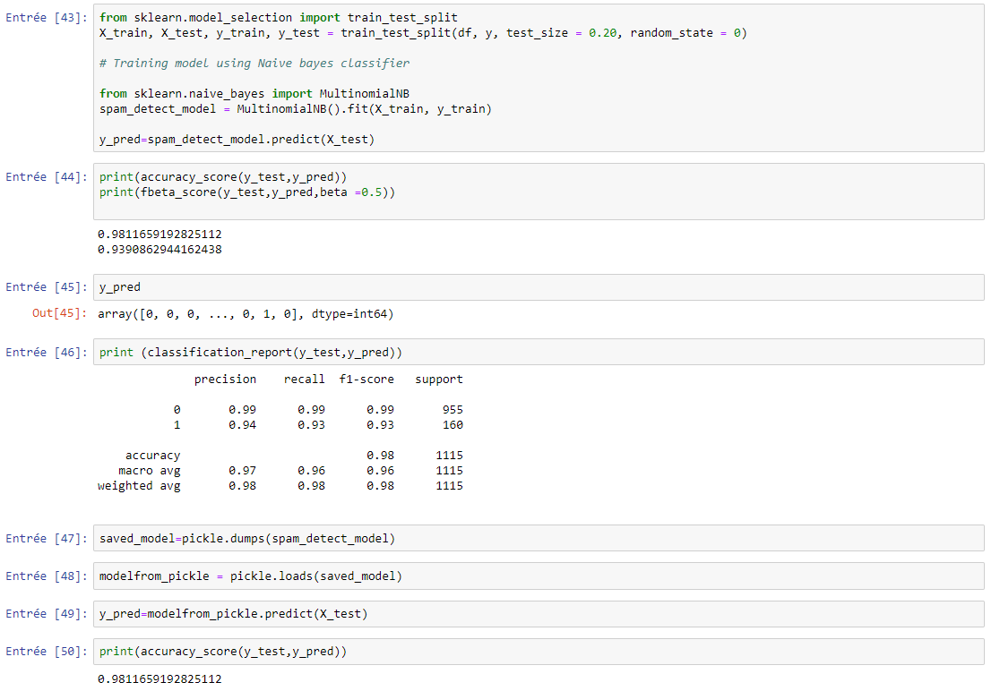 Entrée [43]: from sklearn.model_selection import train_test_split
X_train, X_test, y_train, y_test = train_test_split(df, y, test_size = 0.20, random_state = 0)
# Training model using Naive bayes classifier
from sklearn.naive_bayes import MultinomialNB
spam_detect_model = MultinomialNB().fit(X_train, y_train)
y_pred=spam_detect_model.predict(X_test)
Entrée [44]: print(accuracy_score(y_test,y_pred))
print(fbeta_score(y_test,y_pred,beta =0.5))
0.9811659192825112
0.9390862944162438
Entrée [45]: y_pred
Out[45]: array([0, 0, 0, ..., 0, 1, 0], dtype=int64)
Entrée [46]: print (classification_report(y_test,y_pred))
precision recall f1-score support
0 0.99 0.99 0.99 955
1 0.94 0.93 0.93 160
accuracy 0.98 1115
macro avg 0.97 0.96 0.96 1115
weighted avg 0.98 0.98 0.98 1115
Entrée [47]: saved_model=pickle.dumps(spam_detect_model)
Entrée [48]: modelfrom_pickle = pickle.loads(saved_model)
Entrée [49]: y_pred=modelfrom_pickle.predict(X_test)
Entrée [50]: print(accuracy_score(y_test,y_pred))
0.9811659192825112